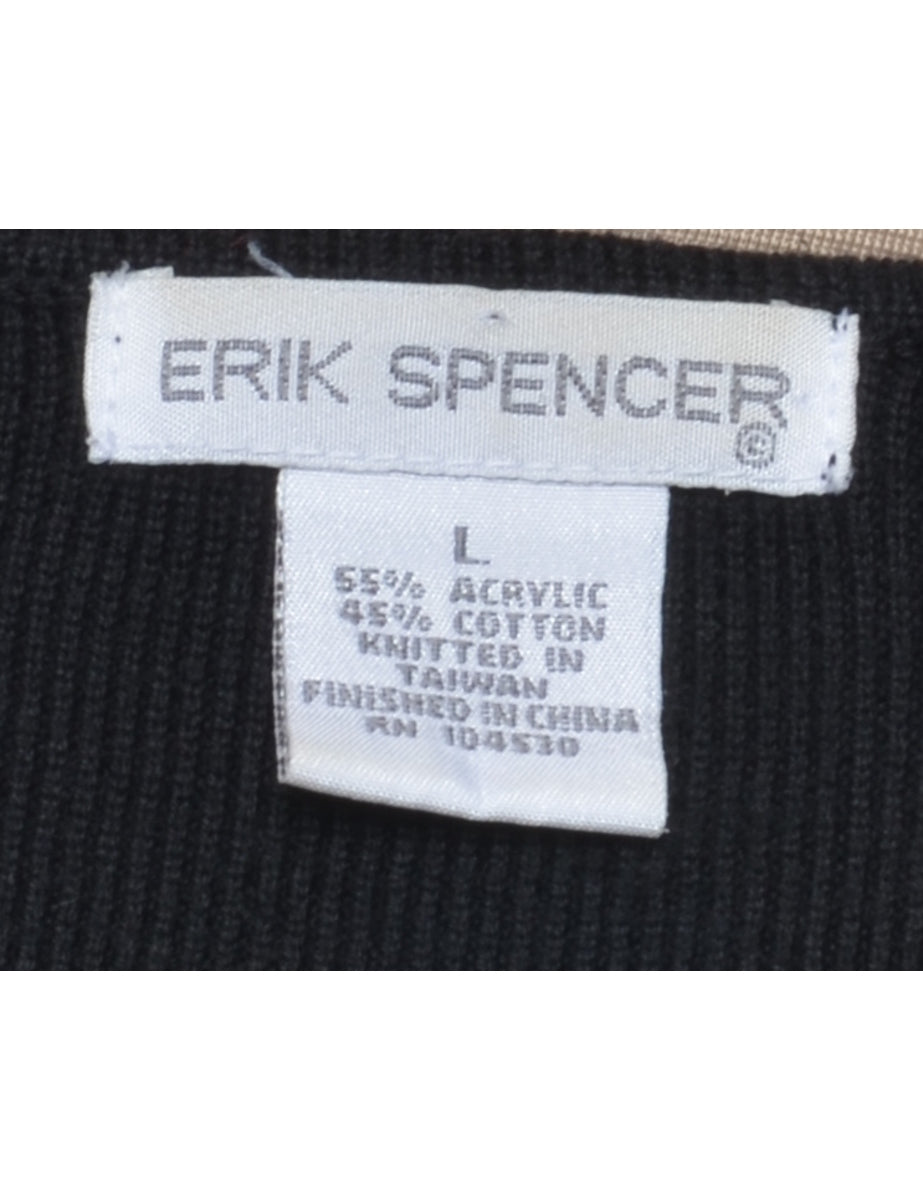 ERIK SPENCER
©
L
55% ACRYLIC
45% COTTON
KNITTED IN
TAIWAN
FINISHED IN CHINA
RN 104530